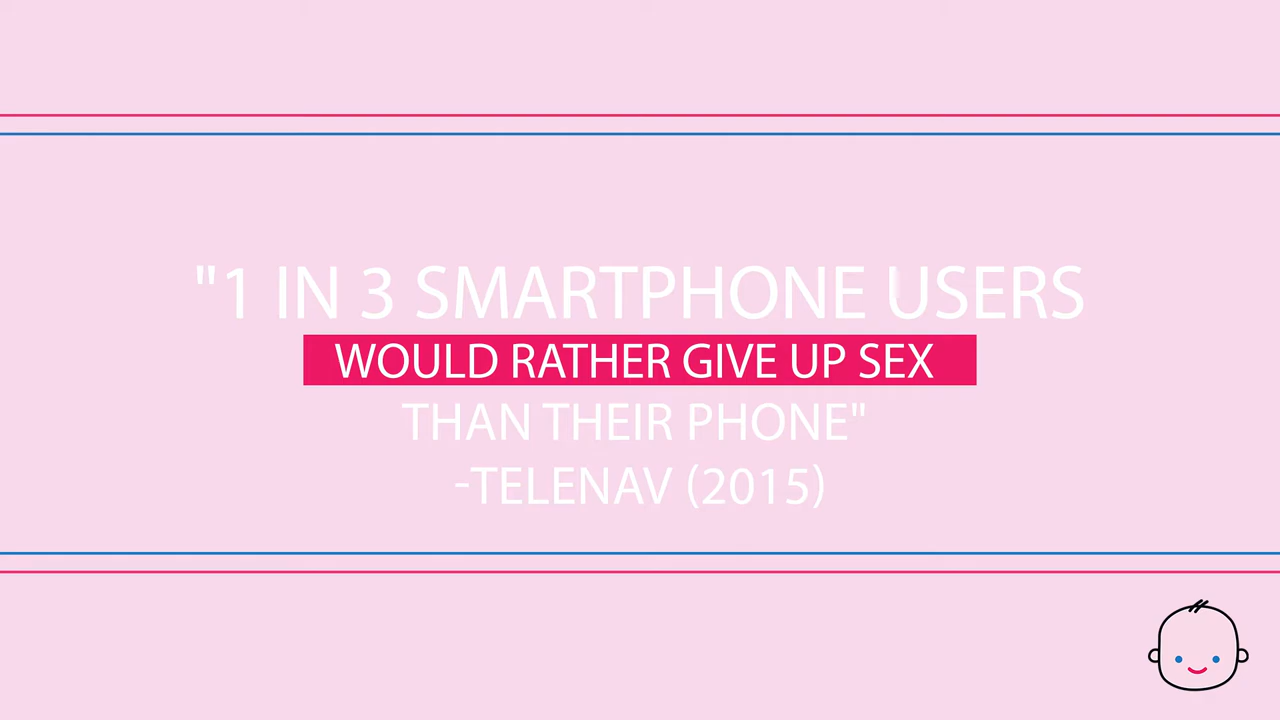 "1 IN 3 SMARTPHONE USERS
WOULD RATHER GIVE UP SEX
THAN THEIR PHONE"
-TELENAV (2015)